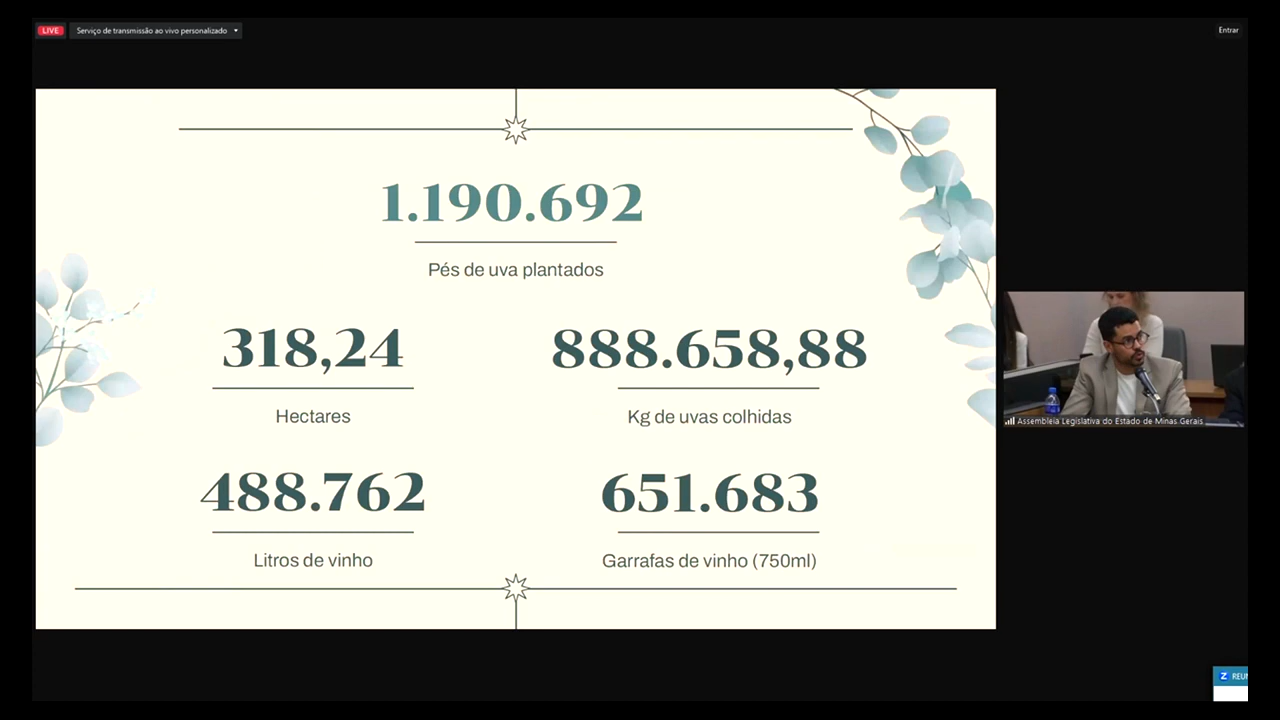 LIVE
Serviço de transmissão ao vivo personalizado
Entrar
1.190.692
Pés de uva plantados
318,24
888.658,88
Hectares
Kg de uvas colhidas
Assembleia Legislativa do Estado de Minas Gerais
488.762
651.683
Litros de vinho
Garrafas de vinho (750ml)
Z REUN